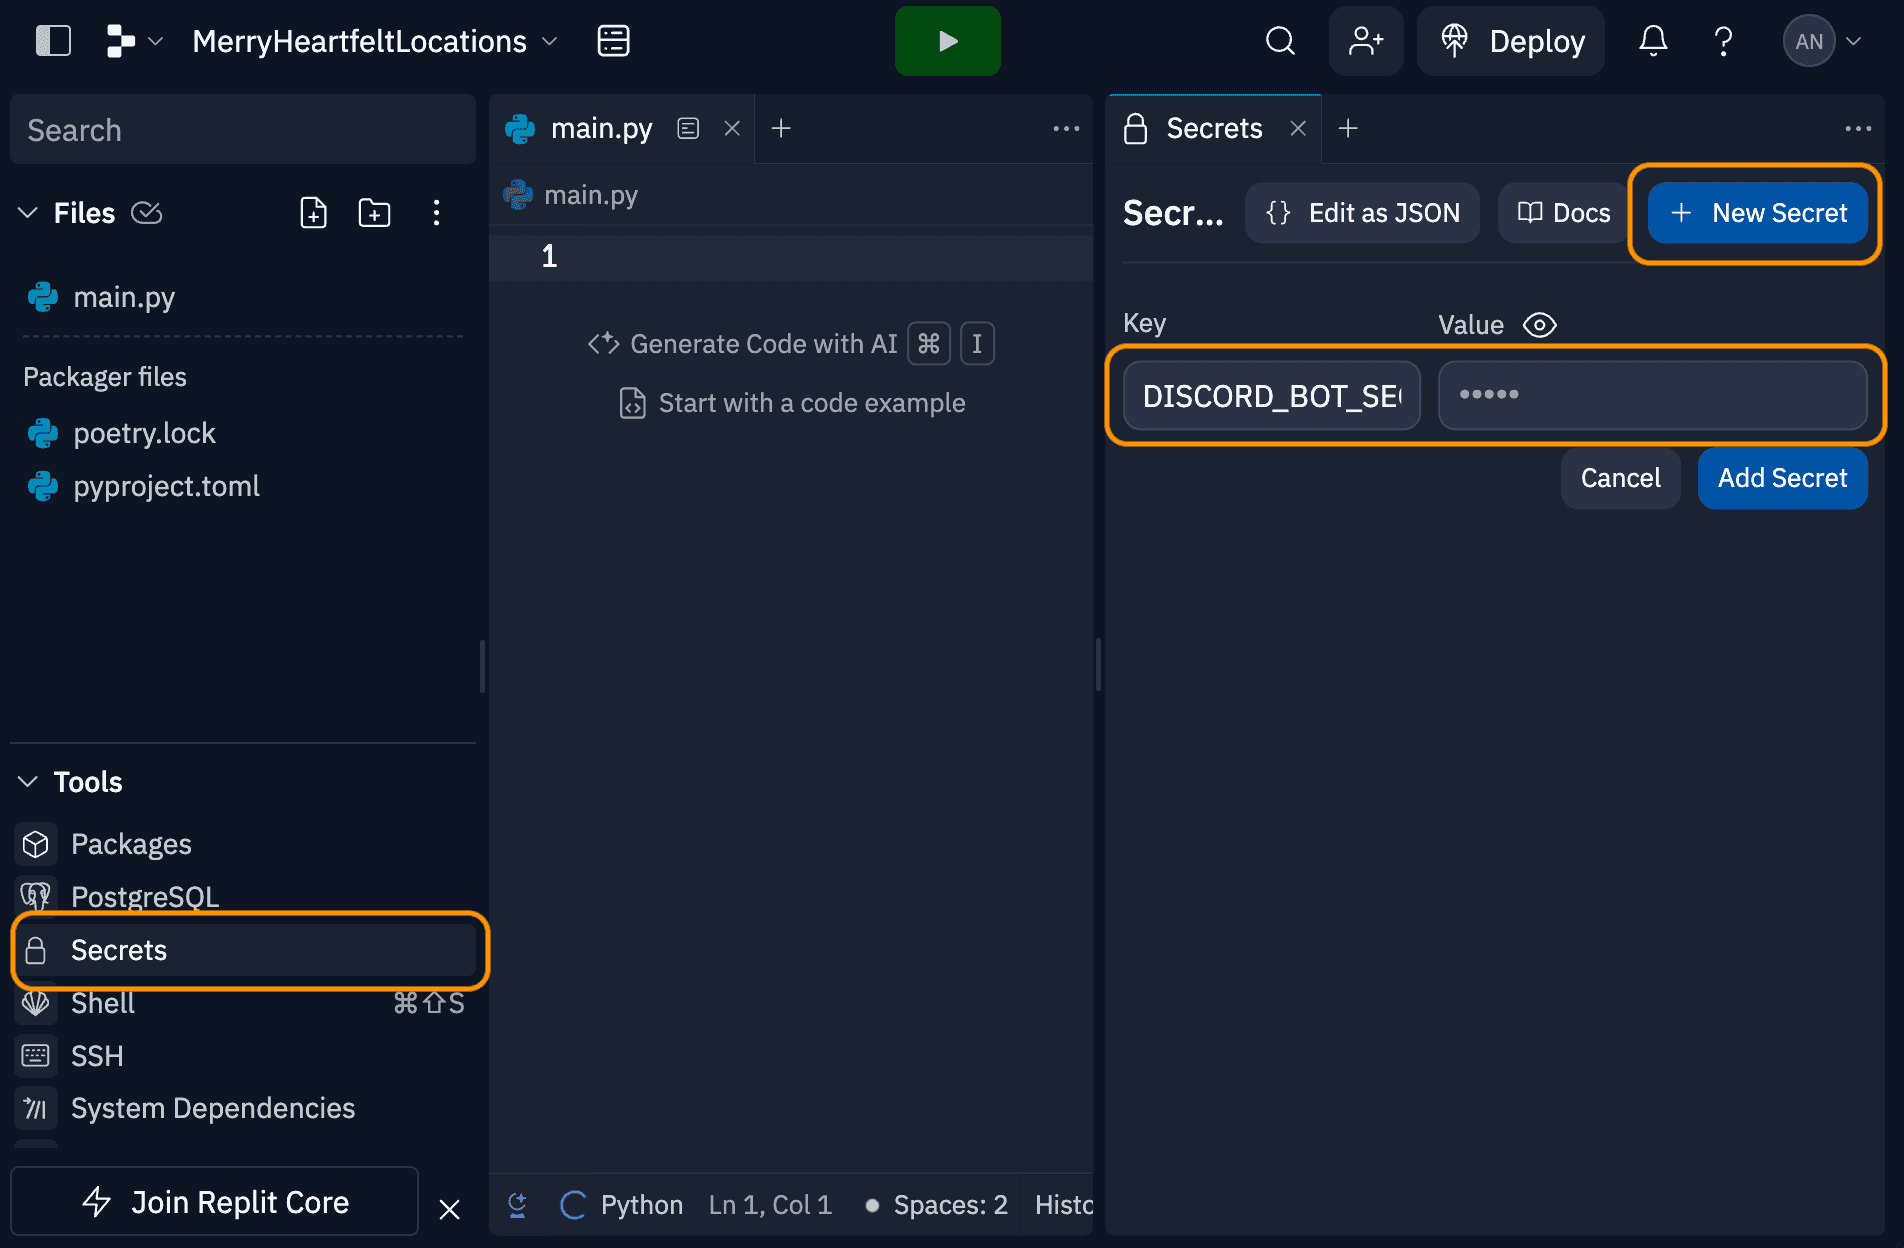 MerryHeartfeltLocations
Deploy
AN
Search
Files
main.py
Packager files
poetry.lock
pyproject.toml
Tools
Packages
PostgreSQL
Secrets
Shell ⌘⇧S
SSH
System Dependencies
Join Replit Core
main.py
main.py
1
Generate Code with AI ⌘ I
Start with a code example
Python Ln 1, Col 1 Spaces: 2 Histo
Secrets
Secr... {} Edit as JSON Docs + New Secret
Key Value
DISCORD_BOT_SE •••••
Cancel Add Secret